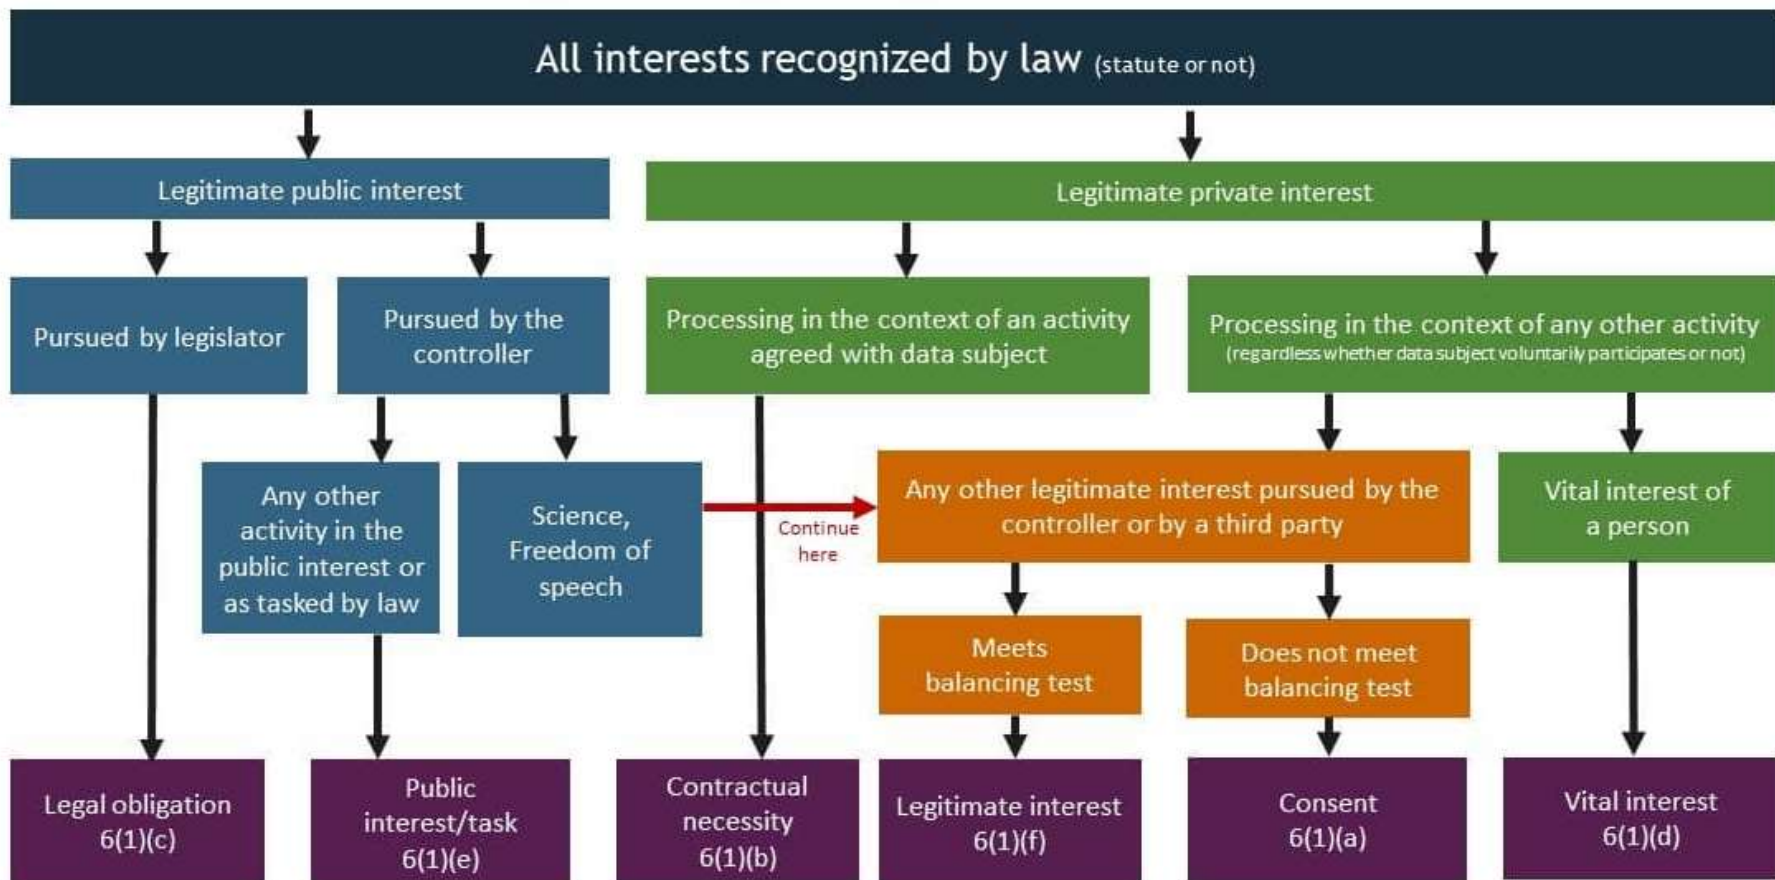 All interests recognized by law (statute or not)
Legitimate public interest
Legitimate private interest
Pursued by legislator
Pursued by the
controller
Processing in the context of an activity
agreed with data subject
Processing in the context of any other activity
(regardless whether data subject voluntarily participates or not)
Any other
activity in the
public interest or
as tasked by law
Science,
Freedom of
speech
Continue
here
Any other legitimate interest pursued by the
controller or by a third party
Vital interest of
a person
Meets
balancing test
Does not meet
balancing test
Legal obligation
6(1)(c)
Public
interest/task
6(1)(e)
Contractual
necessity
6(1)(b)
Legitimate interest
6(1)(f)
Consent
6(1)(a)
Vital interest
6(1)(d)